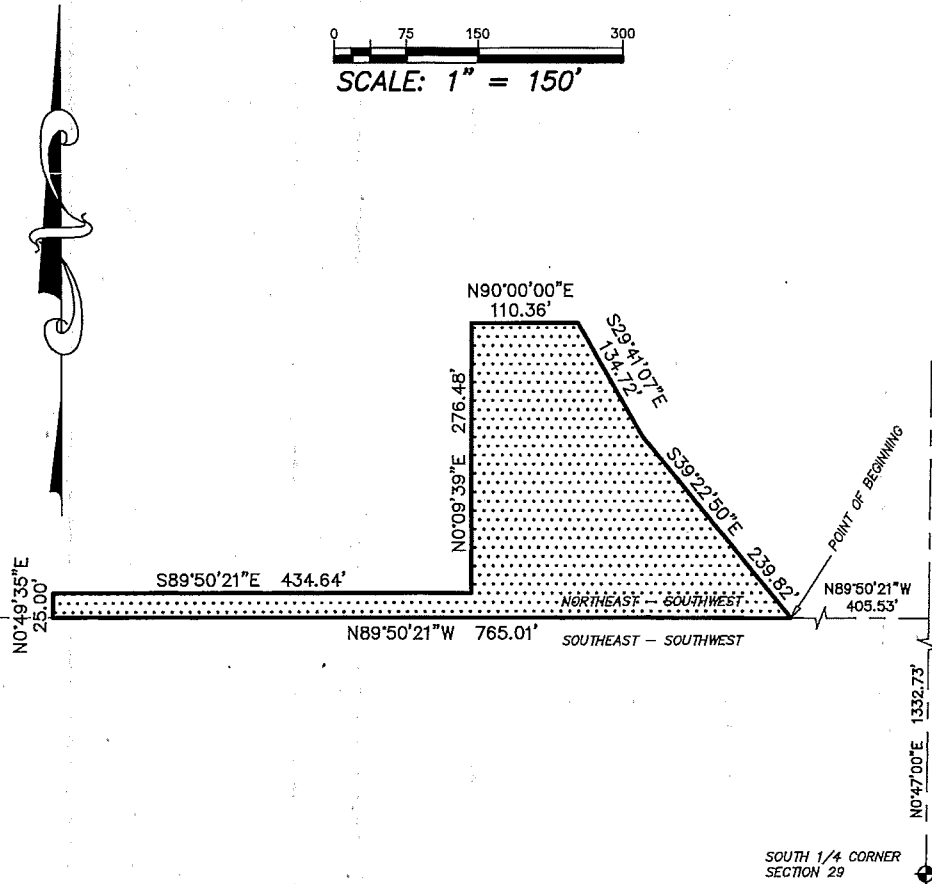 0 75 150 300
SCALE: 1" = 150'
N90°00'00"E
110.36'
S29°41'07"E
134.72'
N0°09'39"E 276.48'
S39°22'50"E 239.82'
POINT OF BEGINNING
N0°49'35"E
25.00'
S89°50'21"E 434.64'
NORTHEAST – SOUTHWEST
N89°50'21"W
405.53'
N89°50'21"W 765.01'
SOUTHEAST – SOUTHWEST
N0°47'00"E 1332.73'
SOUTH 1/4 CORNER
SECTION 29